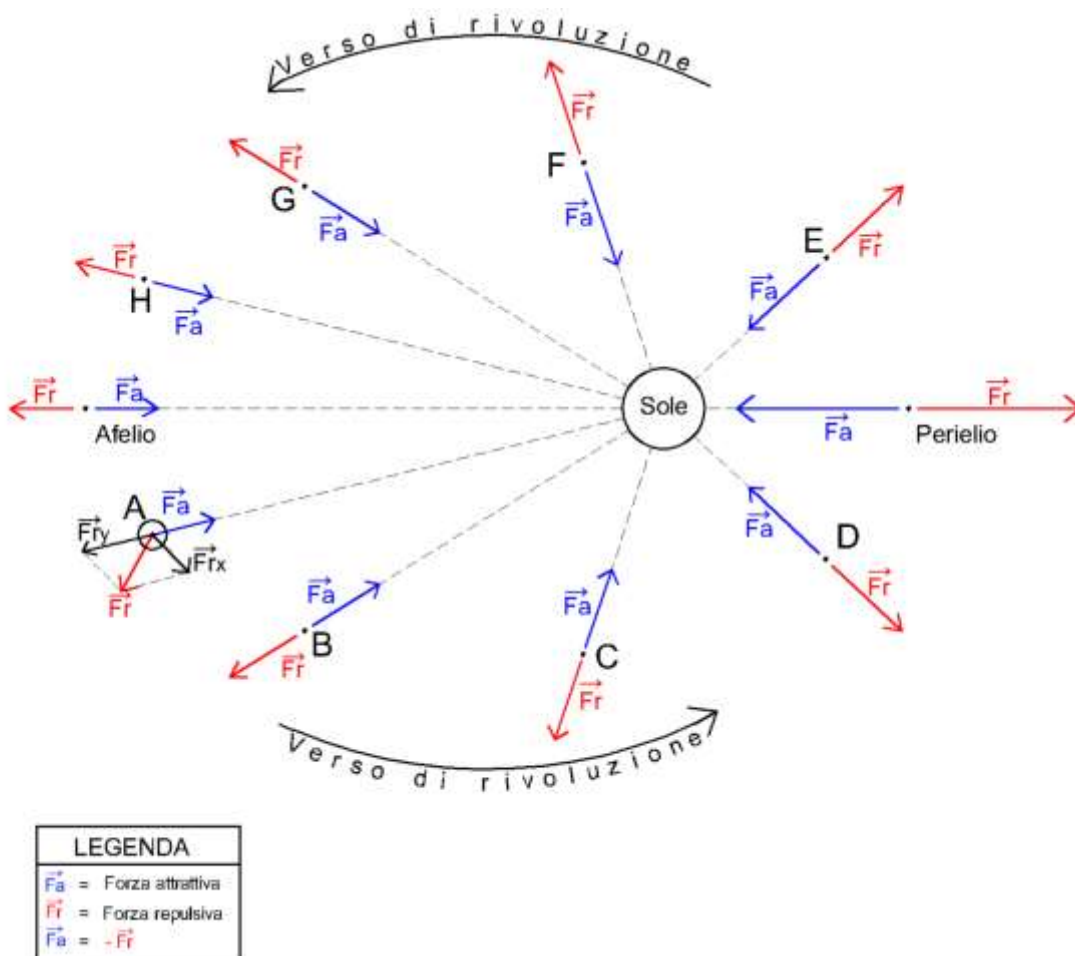 Verso di rivoluzione
Fr
Fr
F
G
Fa
Fa
E
Fr
Fa
Fr
H
Fa
Fr
Fa
Afelio
Sole
Fa
Fr
Perielio
A
Fa
Fry
Frx
Fr
Fa
B
Fr
Fa
C
Fr
Fa
D
Fr
Verso di rivoluzione
LEGENDA
Fa = Forza attrattiva
Fr = Forza repulsiva
Fa = -Fr